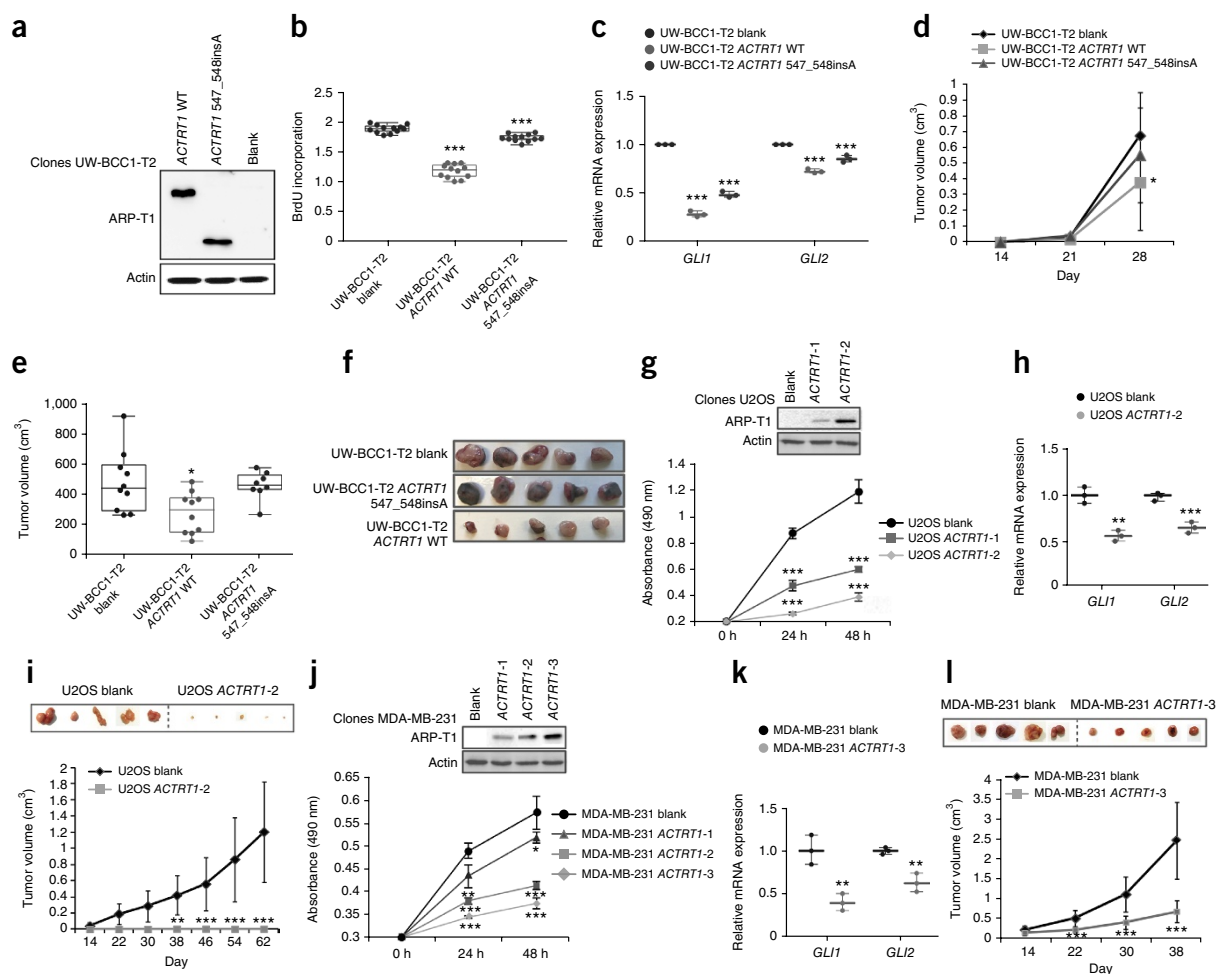 a
ACTRT1 WT
ACTRT1 547_548insA
Blank
Clones UW-BCC1-T2
ARP-T1
Actin
b
BrdU incorporation
2.5
2
1.5
1
0.5
0
***
***
UW-BCC1-T2
blank
UW-BCC1-T2
ACTRT1 WT
UW-BCC1-T2
ACTRT1
547_548insA
c
UW-BCC1-T2 blank
UW-BCC1-T2 ACTRT1 WT
UW-BCC1-T2 ACTRT1 547_548insA
Relative mRNA expression
1.5
1.0
0.5
0
***
***
***
***
GLI1
GLI2
d
UW-BCC1-T2 blank
UW-BCC1-T2 ACTRT1 WT
UW-BCC1-T2 ACTRT1 547_548insA
Tumor volume (cm³)
1
0.9
0.8
0.7
0.6
0.5
0.4
0.3
0.2
0.1
0
*
14
21
28
Day
e
Tumor volume (cm³)
1,000
800
600
400
200
0
*
UW-BCC1-T2
blank
UW-BCC1-T2
ACTRT1 WT
UW-BCC1-T2
ACTRT1
547_548insA
f
UW-BCC1-T2 blank
UW-BCC1-T2 ACTRT1
547_548insA
UW-BCC1-T2
ACTRT1 WT
g
Blank
ACTRT1-1
ACTRT1-2
Clones U2OS
ARP-T1
Actin
Absorbance (490 nm)
1.4
1.2
1
0.8
0.6
0.4
0.2
***
***
***
***
0 h
24 h
48 h
U2OS blank
U2OS ACTRT1-1
U2OS ACTRT1-2
h
U2OS blank
U2OS ACTRT1-2
Relative mRNA expression
1.5
1.0
0.5
0
**
***
GLI1
GLI2
i
U2OS blank
U2OS ACTRT1-2
U2OS blank
U2OS ACTRT1-2
Tumor volume (cm³)
2
1.8
1.6
1.4
1.2
1
0.8
0.6
0.4
0.2
0
**
***
***
***
14
22
30
38
46
54
62
Day
j
Blank
ACTRT1-1
ACTRT1-2
ACTRT1-3
Clones MDA-MB-231
ARP-T1
Actin
Absorbance (490 nm)
0.65
0.6
0.55
0.5
0.45
0.4
0.35
0.3
*
**
***
***
***
***
0 h
24 h
48 h
MDA-MB-231 blank
MDA-MB-231 ACTRT1-1
MDA-MB-231 ACTRT1-2
MDA-MB-231 ACTRT1-3
k
MDA-MB-231 blank
MDA-MB-231 ACTRT1-3
Relative mRNA expression
1.5
1.0
0.5
0
**
**
GLI1
GLI2
l
MDA-MB-231 blank
MDA-MB-231 ACTRT1-3
MDA-MB-231 blank
MDA-MB-231 ACTRT1-3
Tumor volume (cm³)
4
3.5
3
2.5
2
1.5
1
0.5
0
***
***
***
14
22
30
38
Day